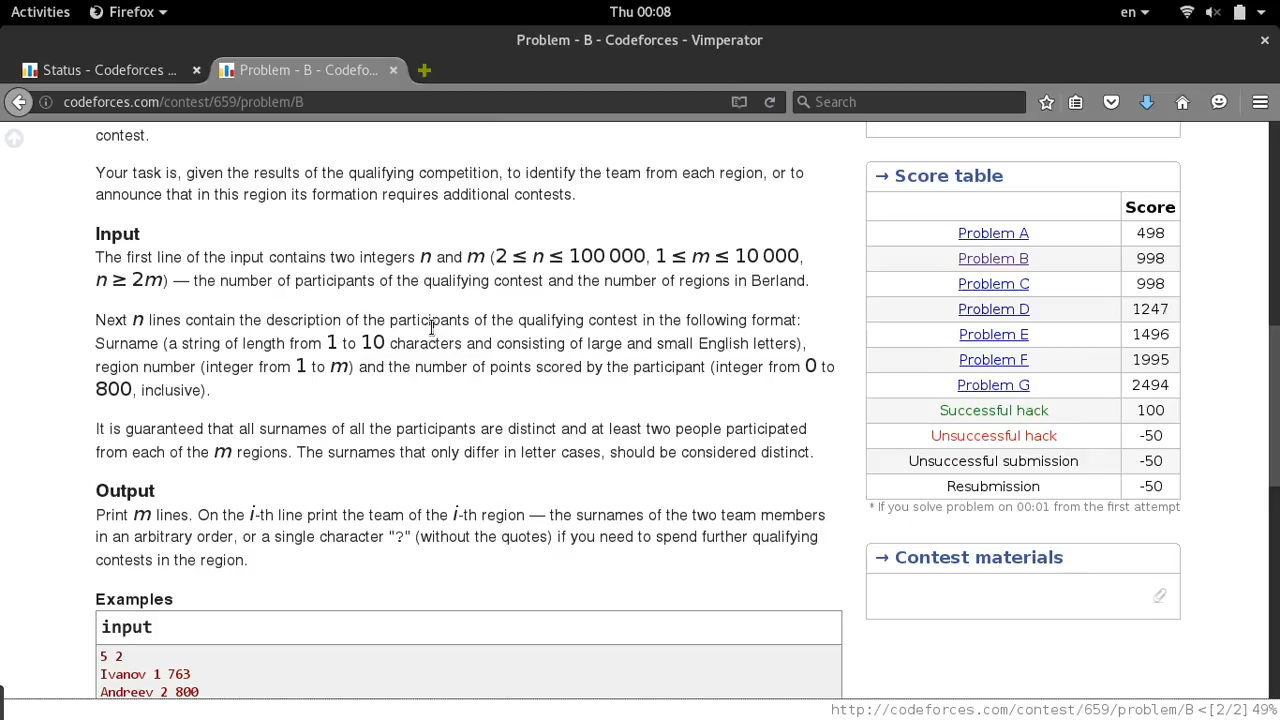 Activities Firefox Thu 00:08 en
Problem - B - Codeforces - Vimperator
Status - Codeforces ... Problem - B - Codefo...
codeforces.com/contest/659/problem/B Search
contest.
Your task is, given the results of the qualifying competition, to identify the team from each region, or to
announce that in this region its formation requires additional contests.
Input
The first line of the input contains two integers n and m (2 ≤ n ≤ 100 000, 1 ≤ m ≤ 10 000,
n ≥ 2m) — the number of participants of the qualifying contest and the number of regions in Berland.
Next n lines contain the description of the participants of the qualifying contest in the following format:
Surname (a string of length from 1 to 10 characters and consisting of large and small English letters),
region number (integer from 1 to m) and the number of points scored by the participant (integer from 0 to
800, inclusive).
It is guaranteed that all surnames of all the participants are distinct and at least two people participated
from each of the m regions. The surnames that only differ in letter cases, should be considered distinct.
Output
Print m lines. On the i-th line print the team of the i-th region — the surnames of the two team members
in an arbitrary order, or a single character "?" (without the quotes) if you need to spend further qualifying
contests in the region.
Examples
input
5 2
Ivanov 1 763
Andreev 2 800
→ Score table
Score
Problem A 498
Problem B 998
Problem C 998
Problem D 1247
Problem E 1496
Problem F 1995
Problem G 2494
Successful hack 100
Unsuccessful hack -50
Unsuccessful submission -50
Resubmission -50
* If you solve problem on 00:01 from the first attempt
→ Contest materials
http://codeforces.com/contest/659/problem/B <[2/2] 49%